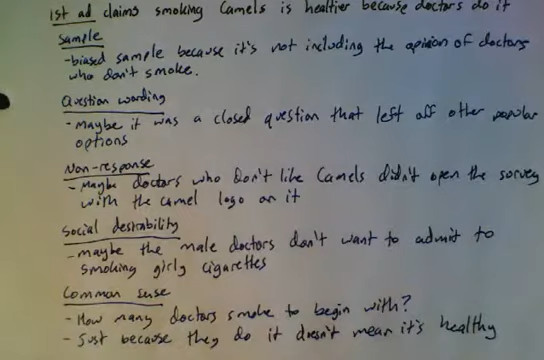 1st ad claims smoking Camels is healthier because doctors do it
Sample
-biased sample because it's not including the opinion of doctors
who don't smoke.
Question wording
- Maybe it was a closed question that left off other popular
options
Non-response
- Maybe doctors who don't like Camels didn't open the survey
with the camel logo on it
Social desirability
- maybe the male doctors don't want to admit to
smoking girly cigarettes
Common sense
- How many doctors smoke to begin with?
- Just because they do it doesn't mean it's healthy